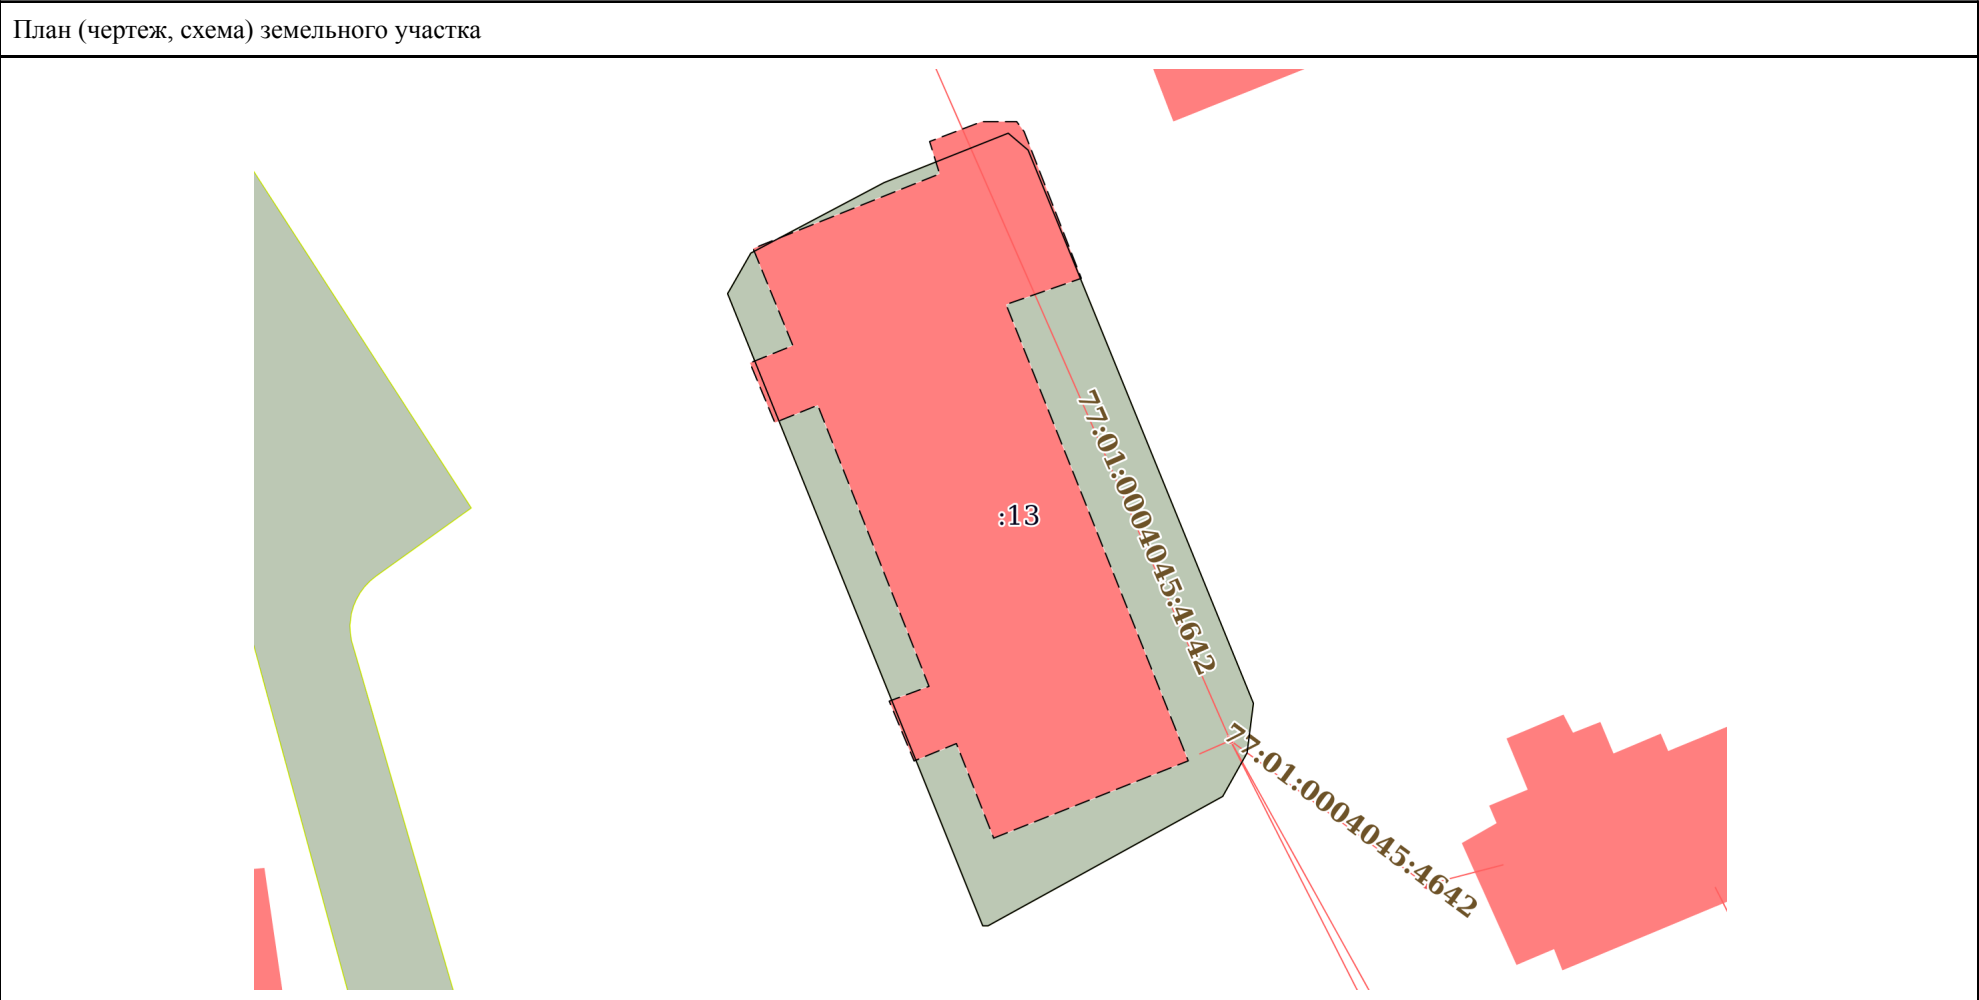 План (чертеж, схема) земельного участка
77:01:0004045:4642
:13
77:01:0004045:4642